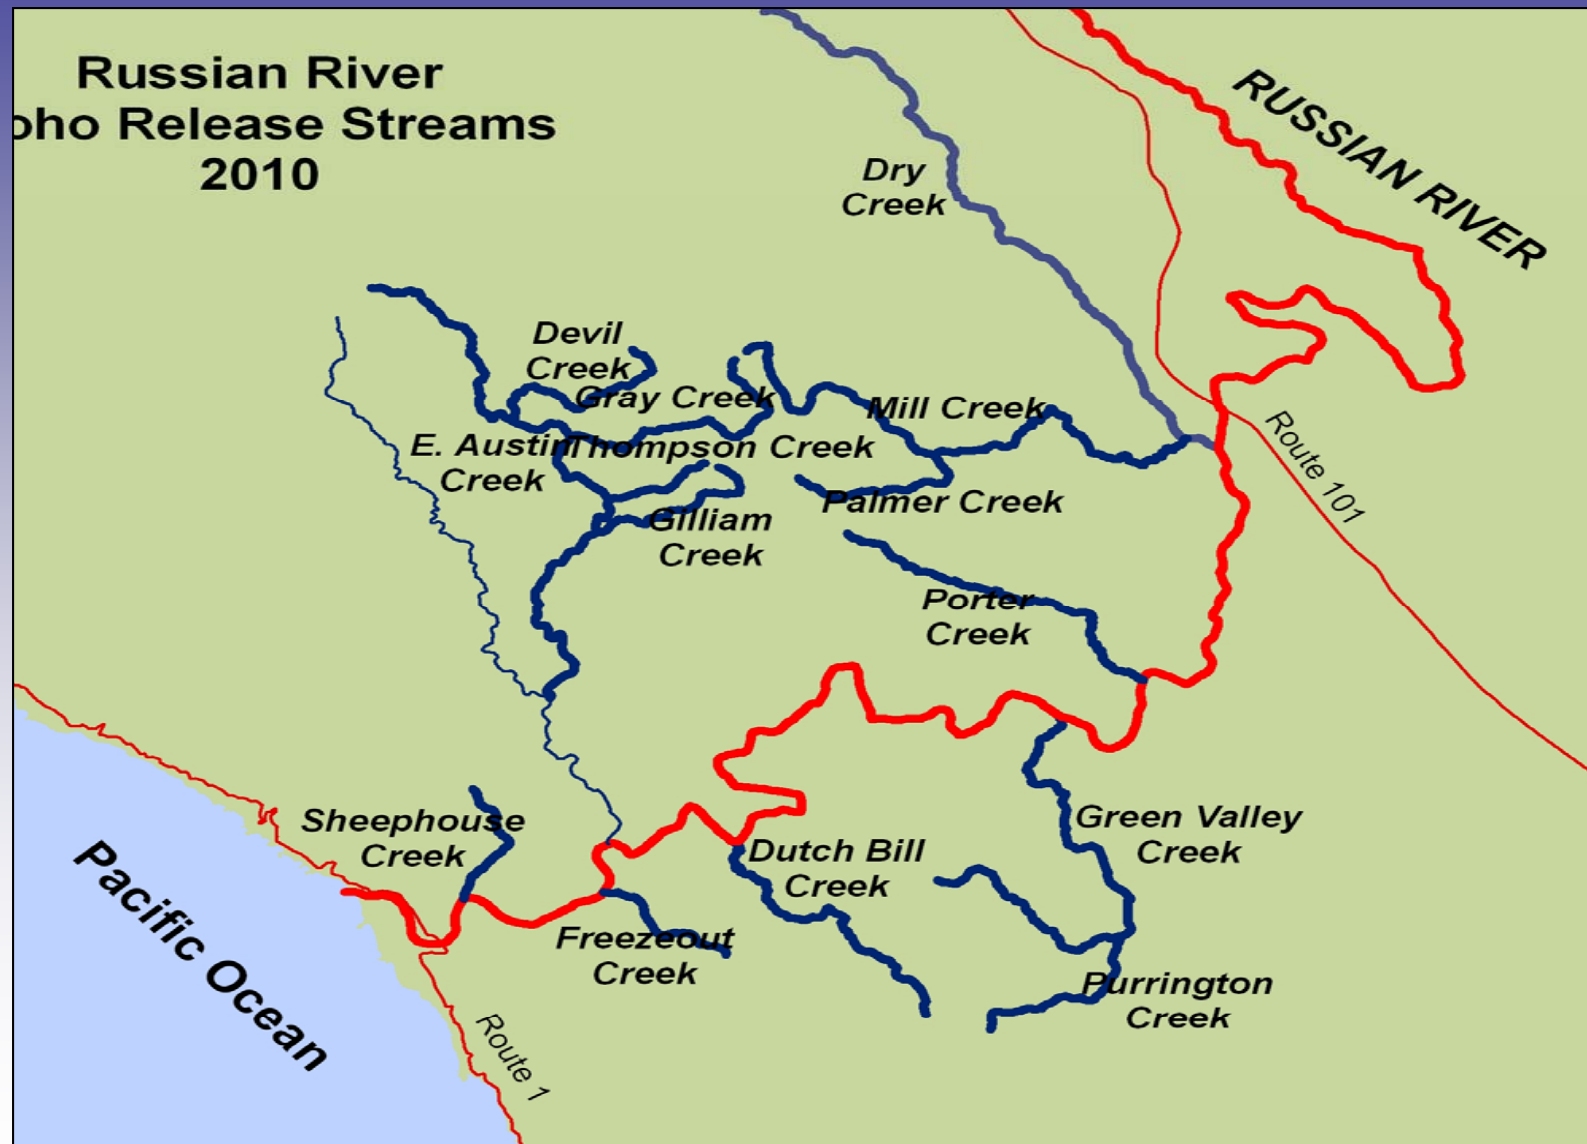 Russian River
oho Release Streams
2010
RUSSIAN RIVER
Dry
Creek
Devil
Creek
Gray Creek
Mill Creek
E. Austin
Creek
Thompson Creek
Route 101
Palmer Creek
Gilliam
Creek
Porter
Creek
Sheephouse
Creek
Green Valley
Creek
Dutch Bill
Creek
Pacific Ocean
Freezeout
Creek
Purrington
Creek
Route 1